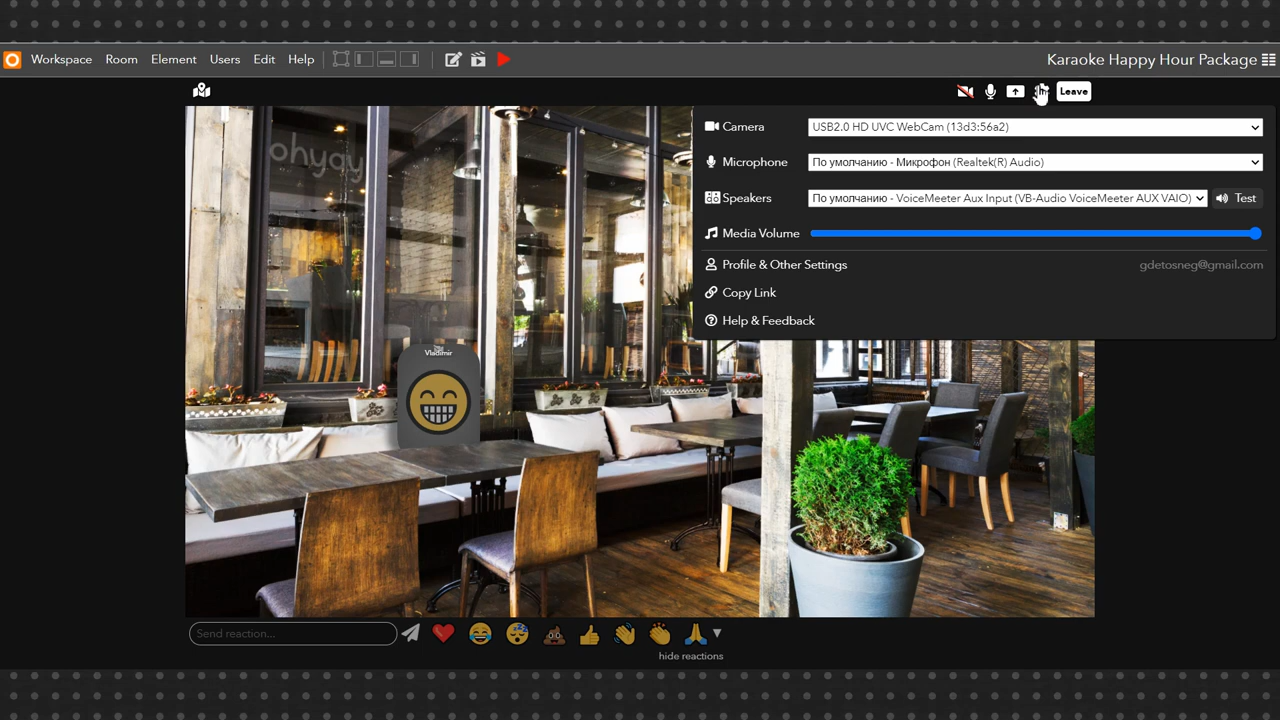 Workspace Room Element Users Edit Help
Karaoke Happy Hour Package
Leave
ohyay
Camera
USB2.0 HD UVC WebCam (13d3:56a2)
Microphone
По умолчанию - Микрофон (Realtek(R) Audio)
Speakers
По умолчанию - VoiceMeeter Aux Input (VB-Audio VoiceMeeter AUX VAIO)
Test
Media Volume
Profile & Other Settings
gdetosneg@gmail.com
Copy Link
Help & Feedback
Vladimir
Send reaction...
hide reactions